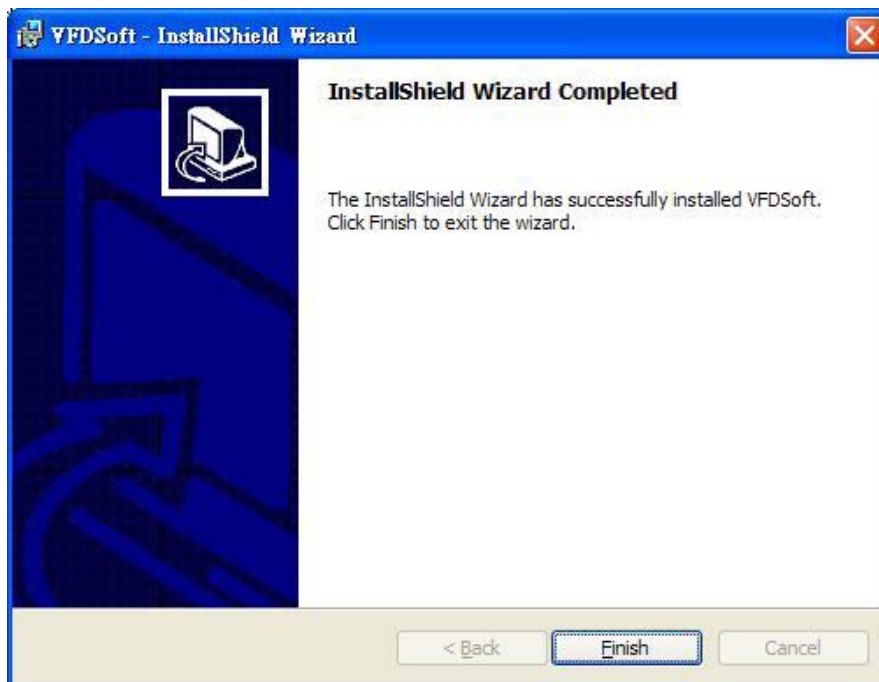 VFDSoft - InstallShield Wizard
InstallShield Wizard Completed
The InstallShield Wizard has successfully installed VFDSoft.
Click Finish to exit the wizard.
< Back
Finish
Cancel